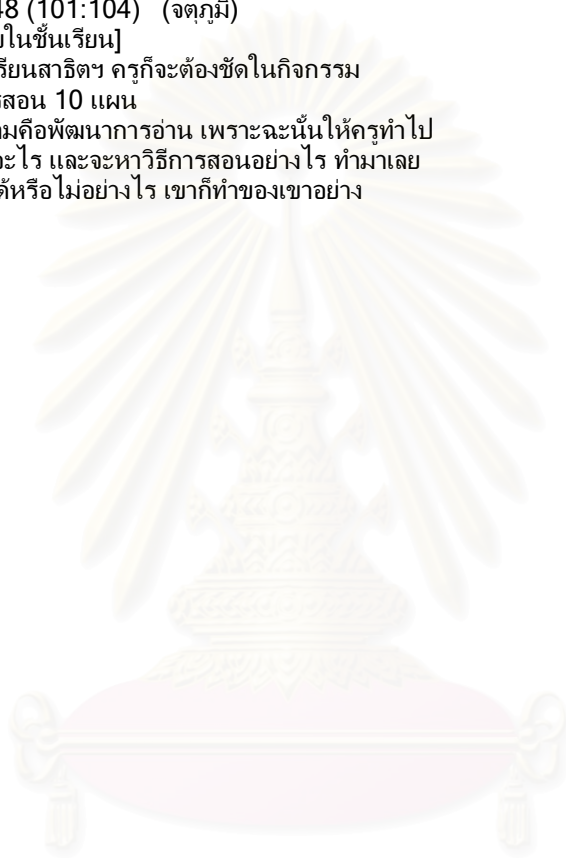 48 (101:104) (จตุภูมิ)
ยในชั้นเรียน]
รียนสาธิตฯ ครูก็จะต้องชัดในกิจกรรม
รสอน 10 แผน
ามคือพัฒนาการอ่าน เพราะฉะนั้นให้ครูทำไป
อะไร และจะหาวิธีการสอนอย่างไร ทำมาเลย
ด้หรือไม่อย่างไร เขาก็ทำของเขาอย่าง